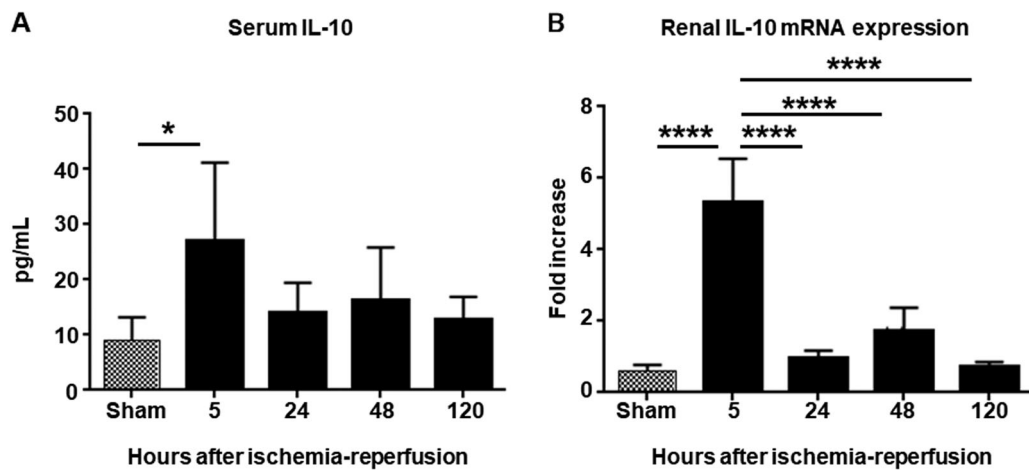 A
Serum IL-10
pg/mL
50
40
30
20
10
0
*
Sham 5 24 48 120
Hours after ischemia-reperfusion
B
Renal IL-10 mRNA expression
Fold increase
8
6
4
2
0
****
****
**** ****
Sham 5 24 48 120
Hours after ischemia-reperfusion